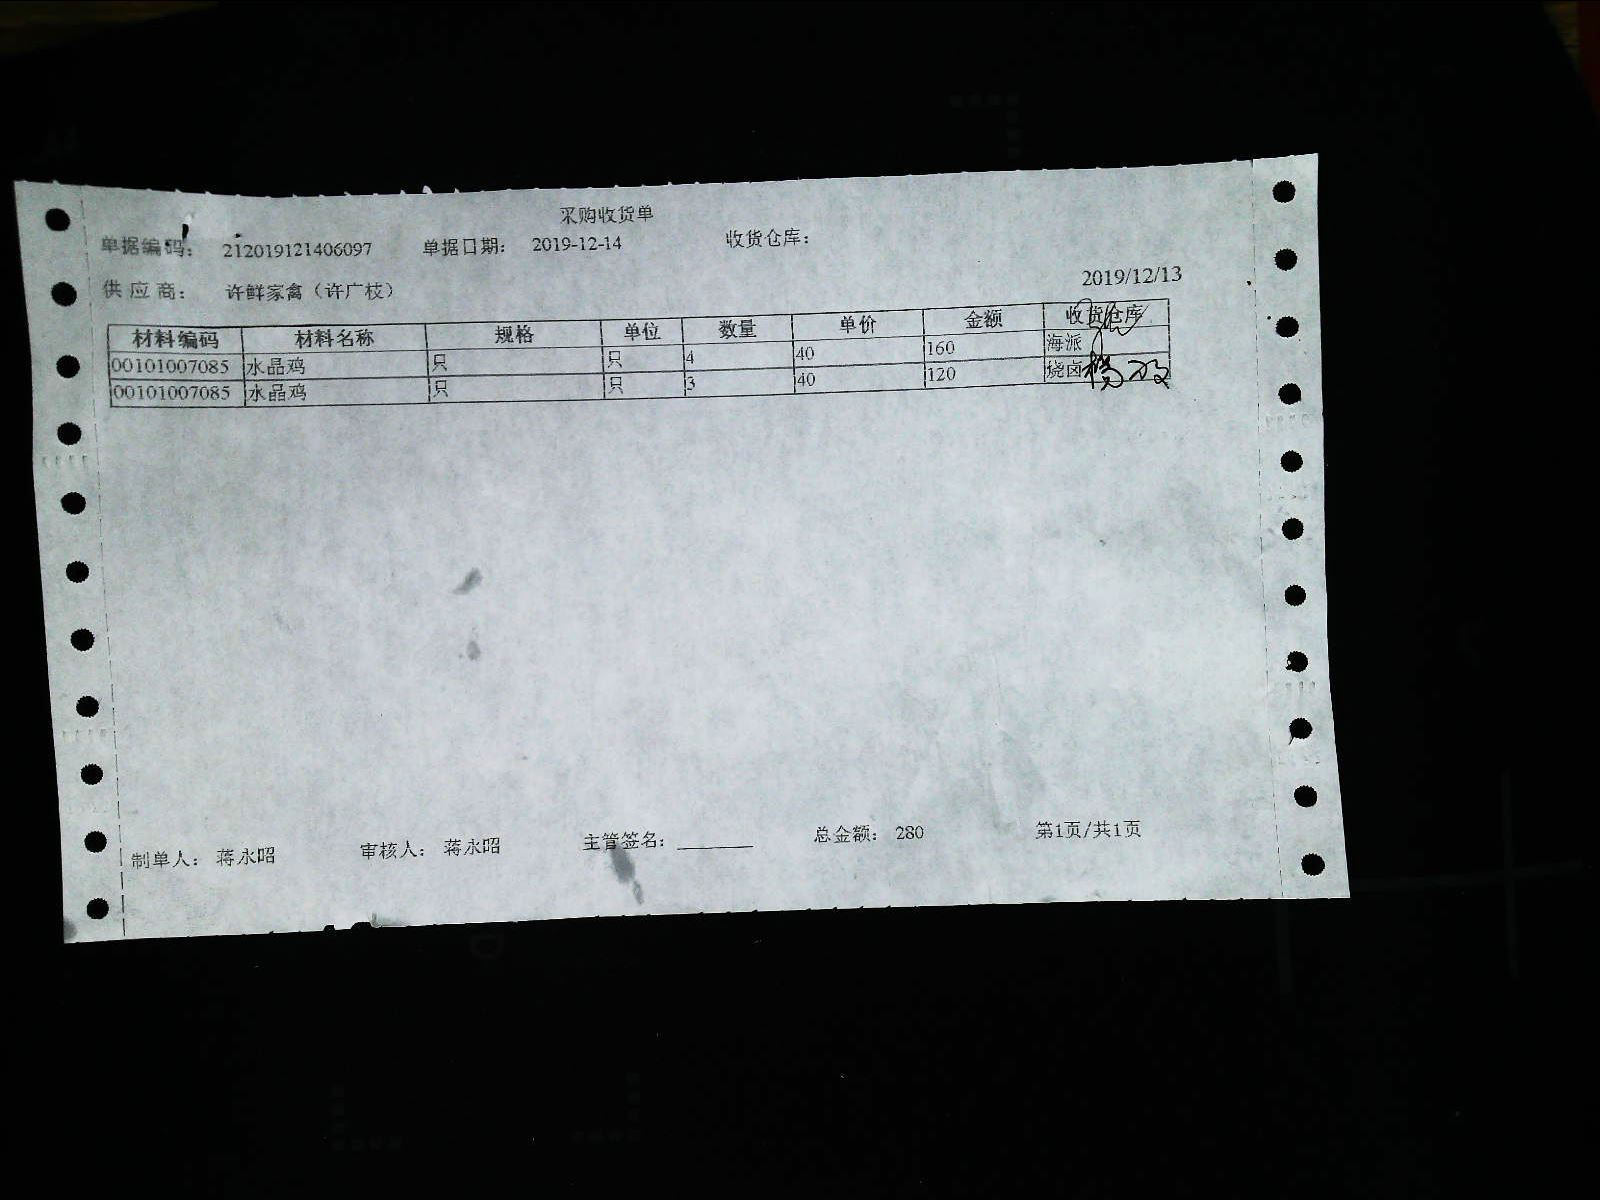 采购收货单
单据编码: 212019121406097 单据日期: 2019-12-14 收货仓库:
2019/12/13
供应商: 许鲜家禽（许广枝）
材料编码 材料名称 规格 单位 数量 单价 金额 收货仓库
00101007085 水晶鸡 只 只 4 40 160 海派
00101007085 水晶鸡 只 只 3 40 120 烧卤
制单人: 蒋永昭 审核人: 蒋永昭 主管签名: 总金额: 280 第1页/共1页